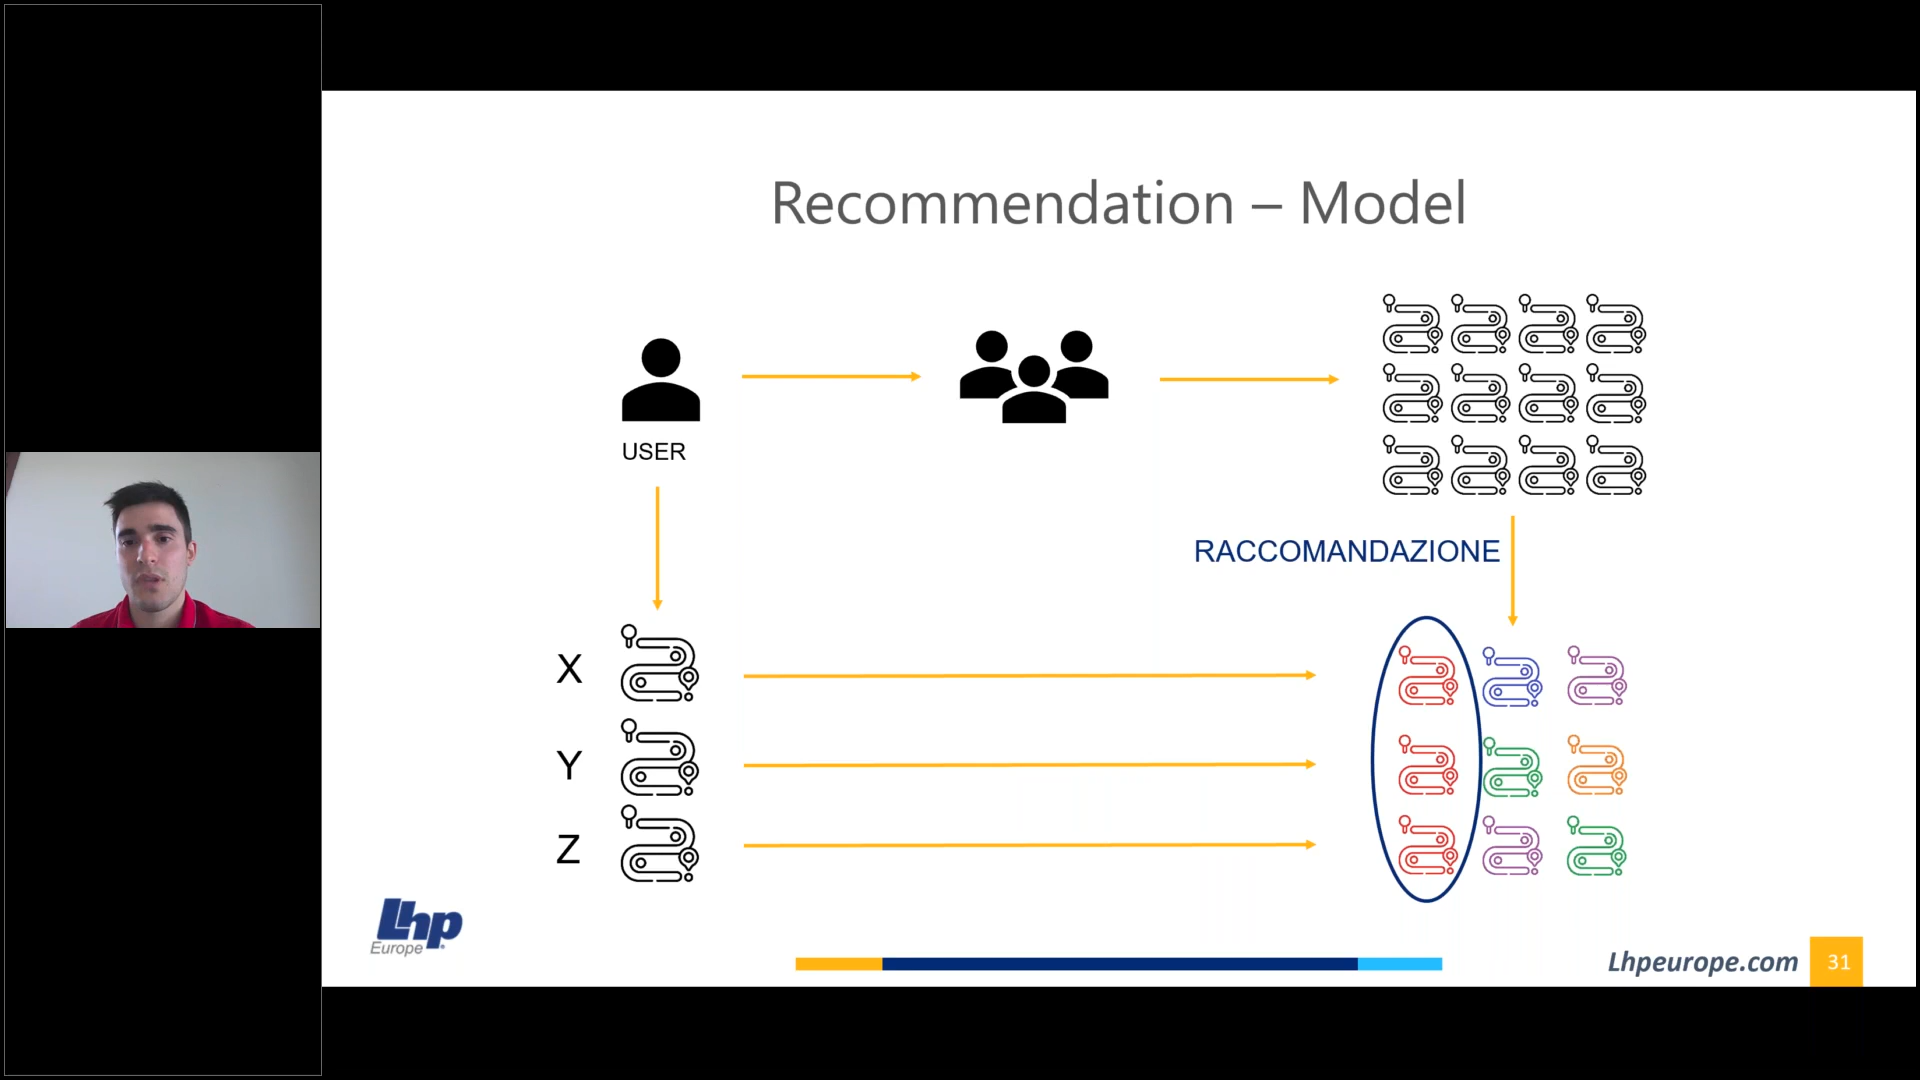 Recommendation – Model
USER
RACCOMANDAZIONE
X
Y
Z
Lhp
Europe
Lhpeurope.com
31